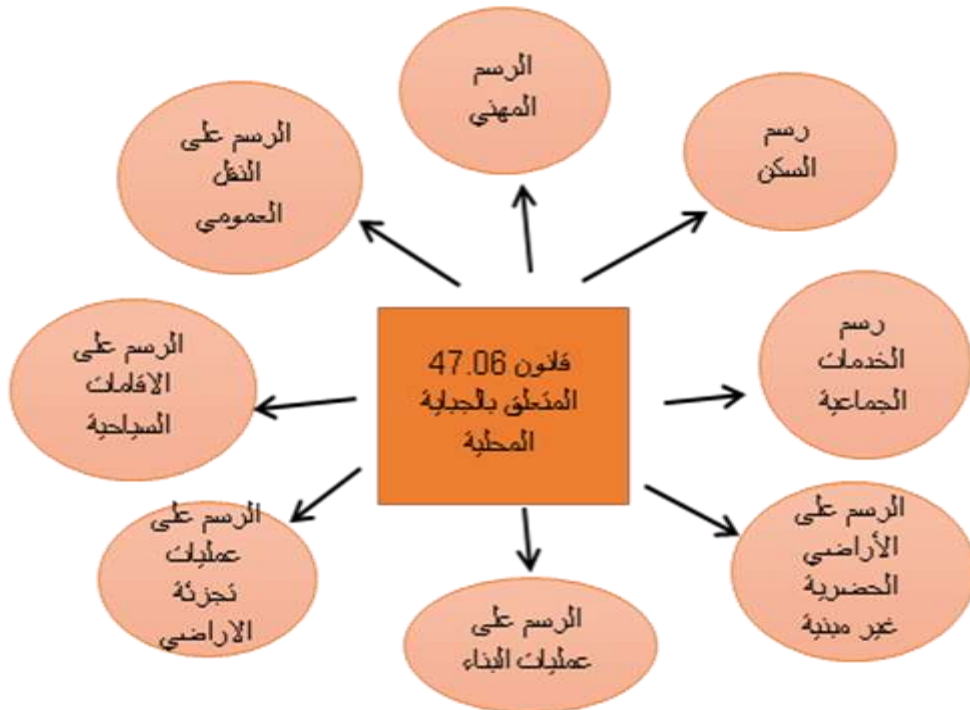 الرسم
المهني
رسم
السكن
الرسم على
النقل
العمومي
رسم
الخدمات
الجماعية
قانون 47.06
المتعلق بالجباية
المحلية
الرسم على
الاقامات
السياحية
الرسم على
الأراضي
الحضرية
غير مبنية
الرسم على
عمليات
تجزئة
الاراضي
الرسم على
عمليات البناء